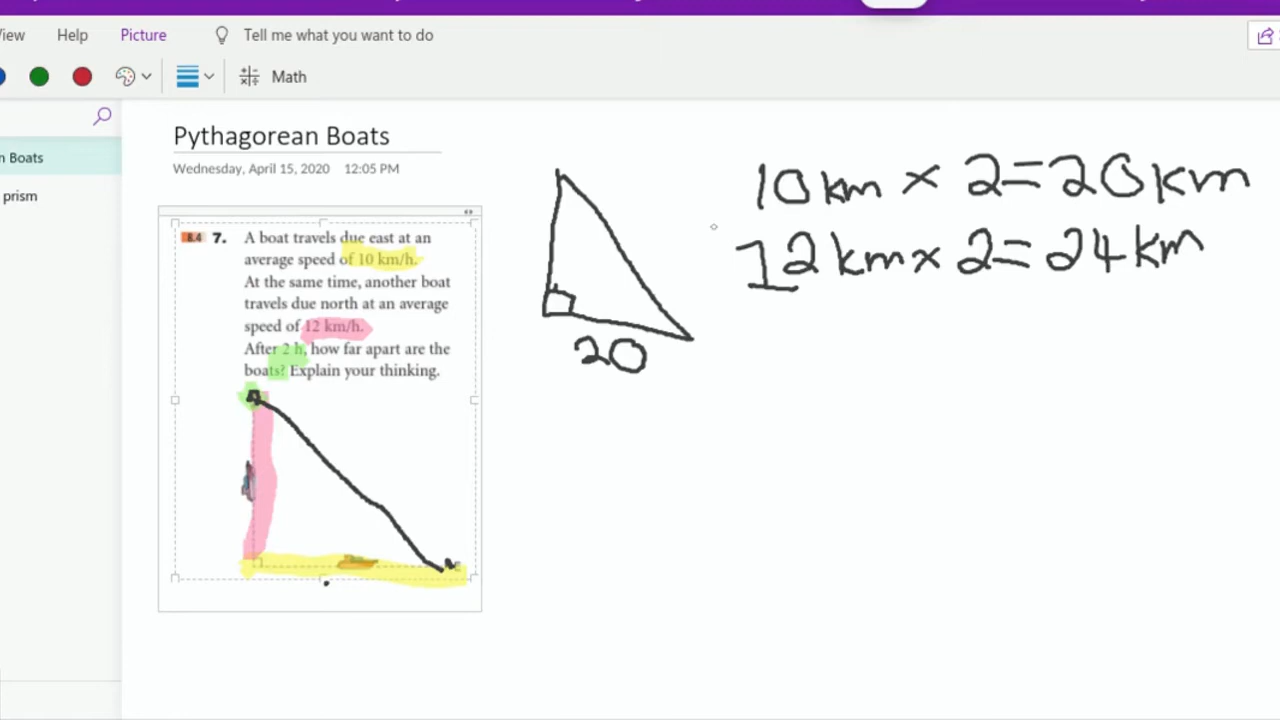 View Help Picture Tell me what you want to do
Math
n Boats
prism
Pythagorean Boats
Wednesday, April 15, 2020 12:05 PM
8.4 7. A boat travels due east at an
average speed of 10 km/h.
At the same time, another boat
travels due north at an average
speed of 12 km/h.
After 2 h, how far apart are the
boats? Explain your thinking.
20
10 km × 2 = 20 km
12 km × 2 = 24 km